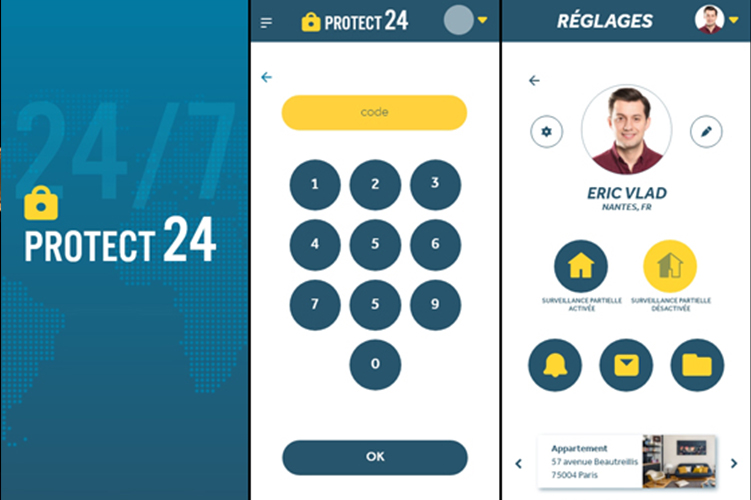 24/7
PROTECT 24
PROTECT 24
code
1 2 3
4 5 6
7 5 9
0
OK
RÉGLAGES
ERIC VLAD
NANTES, FR
SURVEILLANCE PARTIELLE
ACTIVÉE
SURVEILLANCE PARTIELLE
DÉSACTIVÉE
Appartement
57 avenue Beautreillis
75004 Paris